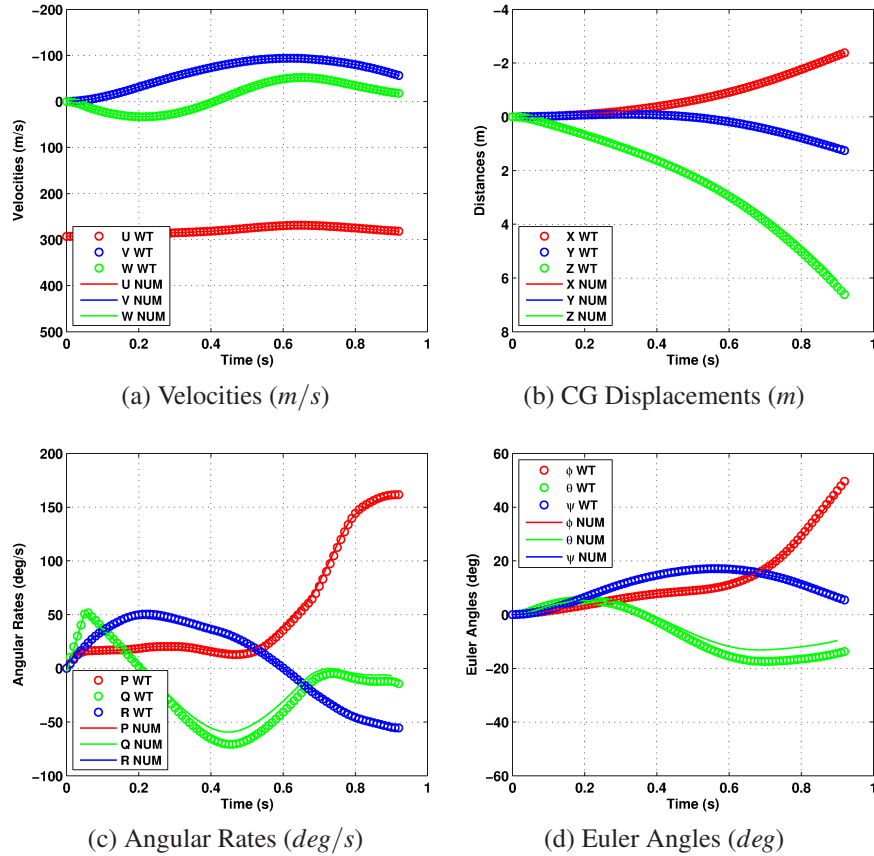 −200
−100
0
100
200
300
400
500
Velocities (m/s)
U WT
V WT
W WT
U NUM
V NUM
W NUM
0 0.2 0.4 0.6 0.8 1
Time (s)
(a) Velocities (m/s)
−4
−2
0
2
4
6
8
Distances (m)
X WT
Y WT
Z WT
X NUM
Y NUM
Z NUM
0 0.2 0.4 0.6 0.8 1
Time (s)
(b) CG Displacements (m)
200
150
100
50
0
−50
−100
Angular Rates (deg/s)
P WT
Q WT
R WT
P NUM
Q NUM
R NUM
0 0.2 0.4 0.6 0.8 1
Time (s)
(c) Angular Rates (deg/s)
60
40
20
0
−20
−40
−60
Euler Angles (deg)
ϕ WT
θ WT
ψ WT
ϕ NUM
θ NUM
ψ NUM
0 0.2 0.4 0.6 0.8 1
Time (s)
(d) Euler Angles (deg)